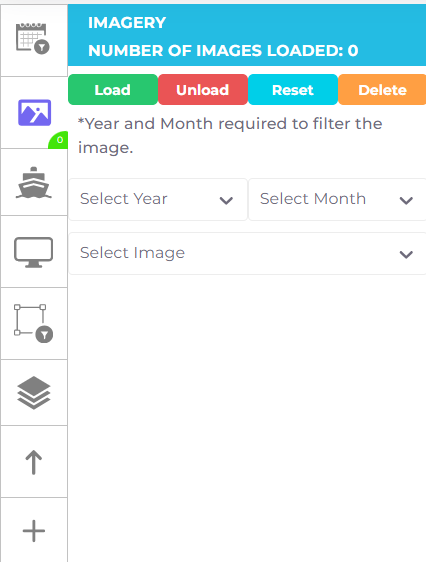 IMAGERY
NUMBER OF IMAGES LOADED: 0
Load Unload Reset Delete
*Year and Month required to filter the
image.
0
Select Year Select Month
Select Image